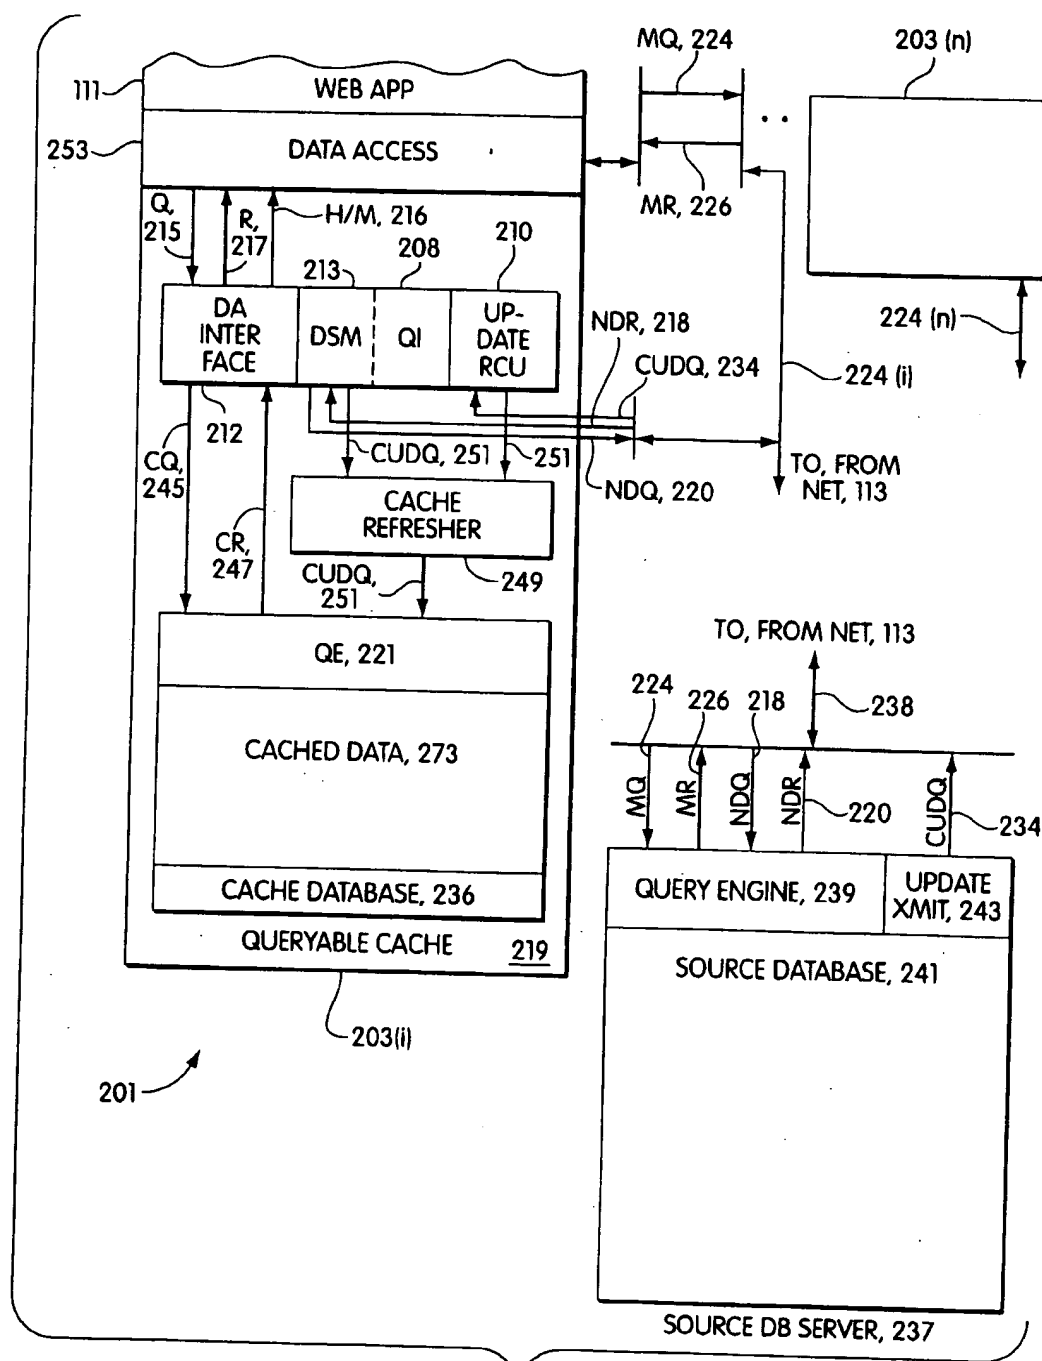 MQ, 224
203 (n)
111
WEB APP
253
DATA ACCESS
MR, 226
Q,
215
R,
217
H/M, 216
208
210
213
224 (n)
DA
INTER
FACE
DSM
QI
UP-
DATE
RCU
NDR, 218
CUDQ, 234
224 (i)
212
CQ,
245
CUDQ, 251
251
NDQ, 220
TO, FROM
NET, 113
CACHE
REFRESHER
CR,
247
CUDQ,
251
249
QE, 221
TO, FROM NET, 113
224
226
218
238
CACHED DATA, 273
MQ
MR
NDQ
NDR
220
CUDQ
234
CACHE DATABASE, 236
QUERY ENGINE, 239
UPDATE
XMIT, 243
QUERYABLE CACHE
219
SOURCE DATABASE, 241
203(i)
201
SOURCE DB SERVER, 237